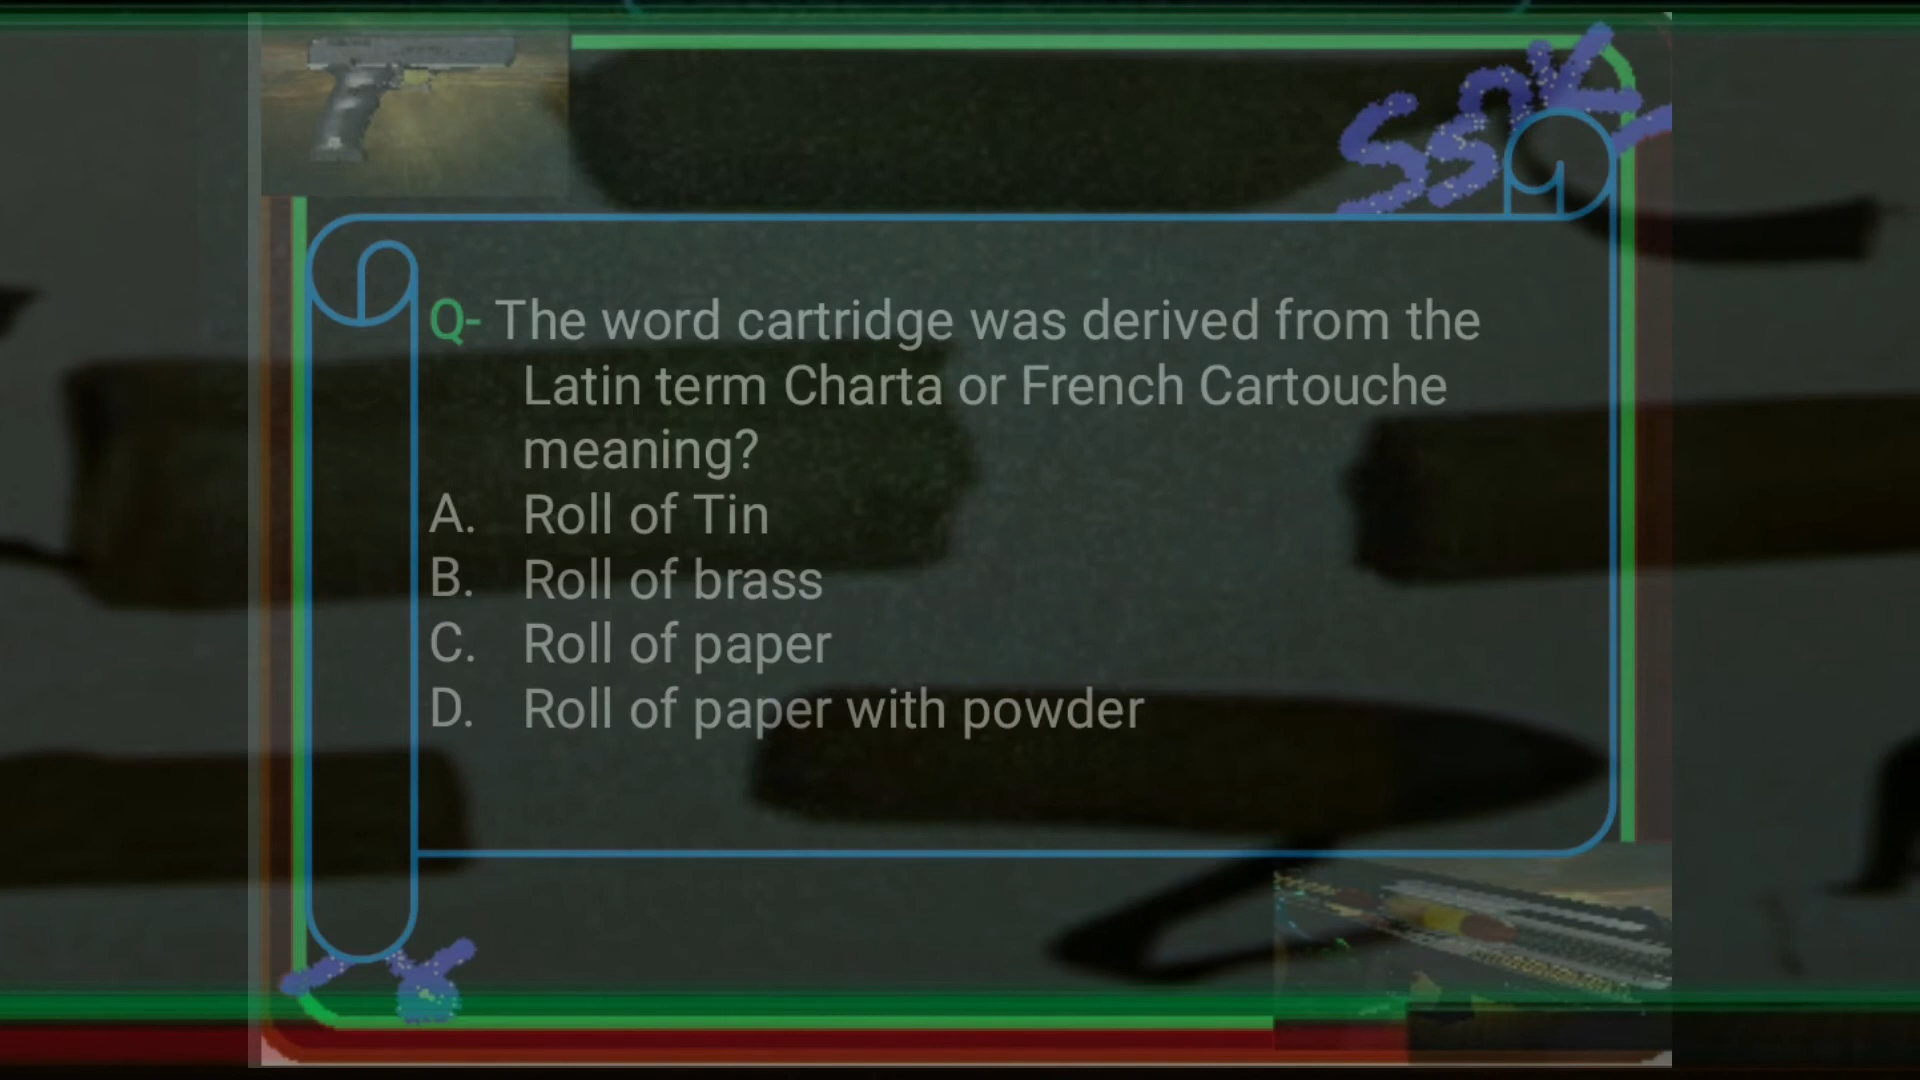 Q- The word cartridge was derived from the
Latin term Charta or French Cartouche
meaning?
A. Roll of Tin
B. Roll of brass
C. Roll of paper
D. Roll of paper with powder